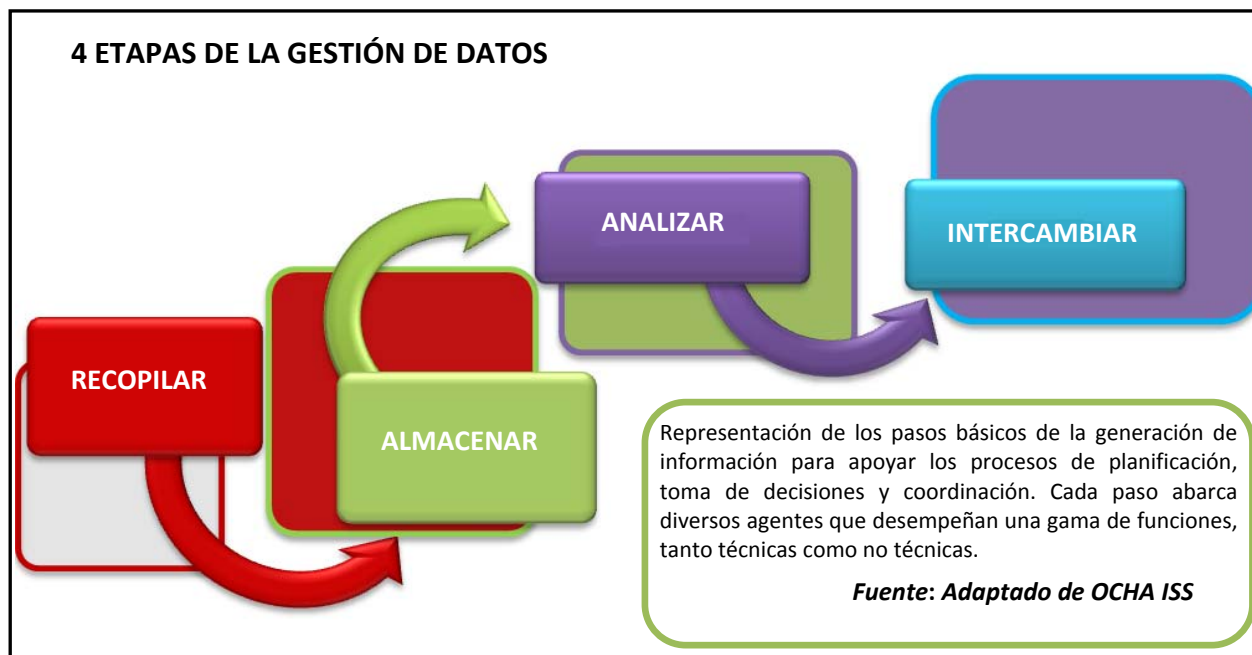 4 ETAPAS DE LA GESTIÓN DE DATOS
RECOPILAR
ALMACENAR
ANALIZAR
INTERCAMBIAR
Representación de los pasos básicos de la generación de
información para apoyar los procesos de planificación,
toma de decisiones y coordinación. Cada paso abarca
diversos agentes que desempeñan una gama de funciones,
tanto técnicas como no técnicas.
Fuente: Adaptado de OCHA ISS